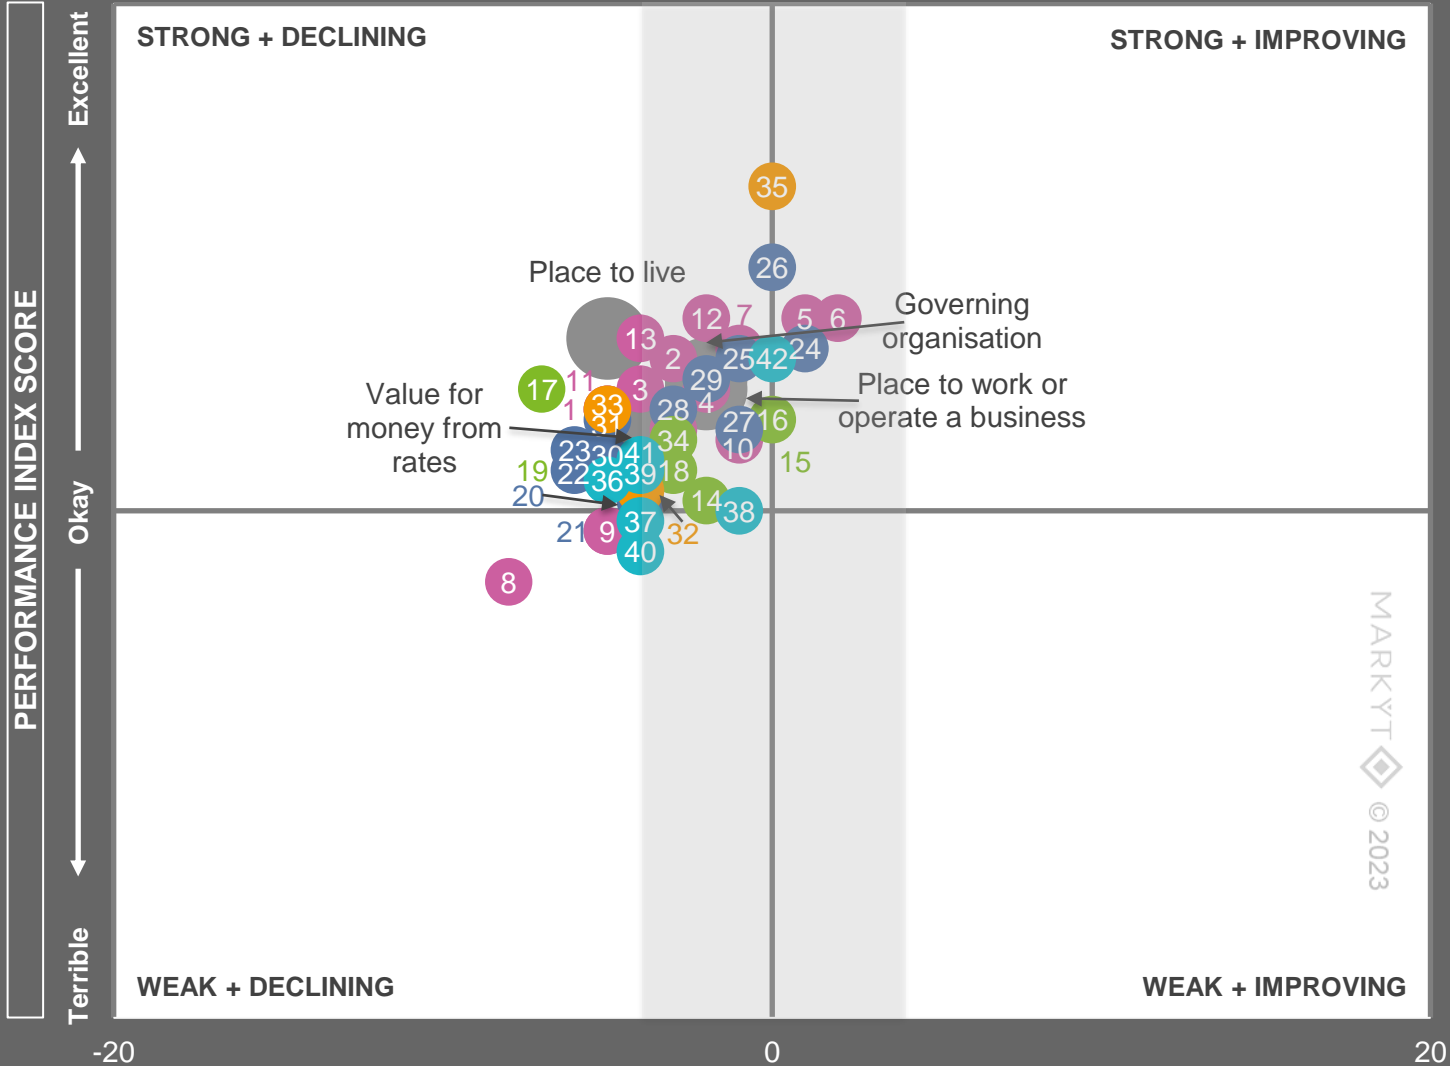 STRONG + DECLINING
STRONG + IMPROVING
Excellent
Okay
Terrible
PERFORMANCE INDEX SCORE
35
26
Place to live
Governing
organisation
12
7
5
6
13
2
25
42
24
29
Place to work or
operate a business
Value for
money from
rates
17
11
1
3
4
33
31
28
27
16
10
15
34
23
30
41
19
22
36
39
18
20
14
38
21
9
37
32
40
8
MARKYT
© 2023
WEAK + DECLINING
WEAK + IMPROVING
-20
0
20